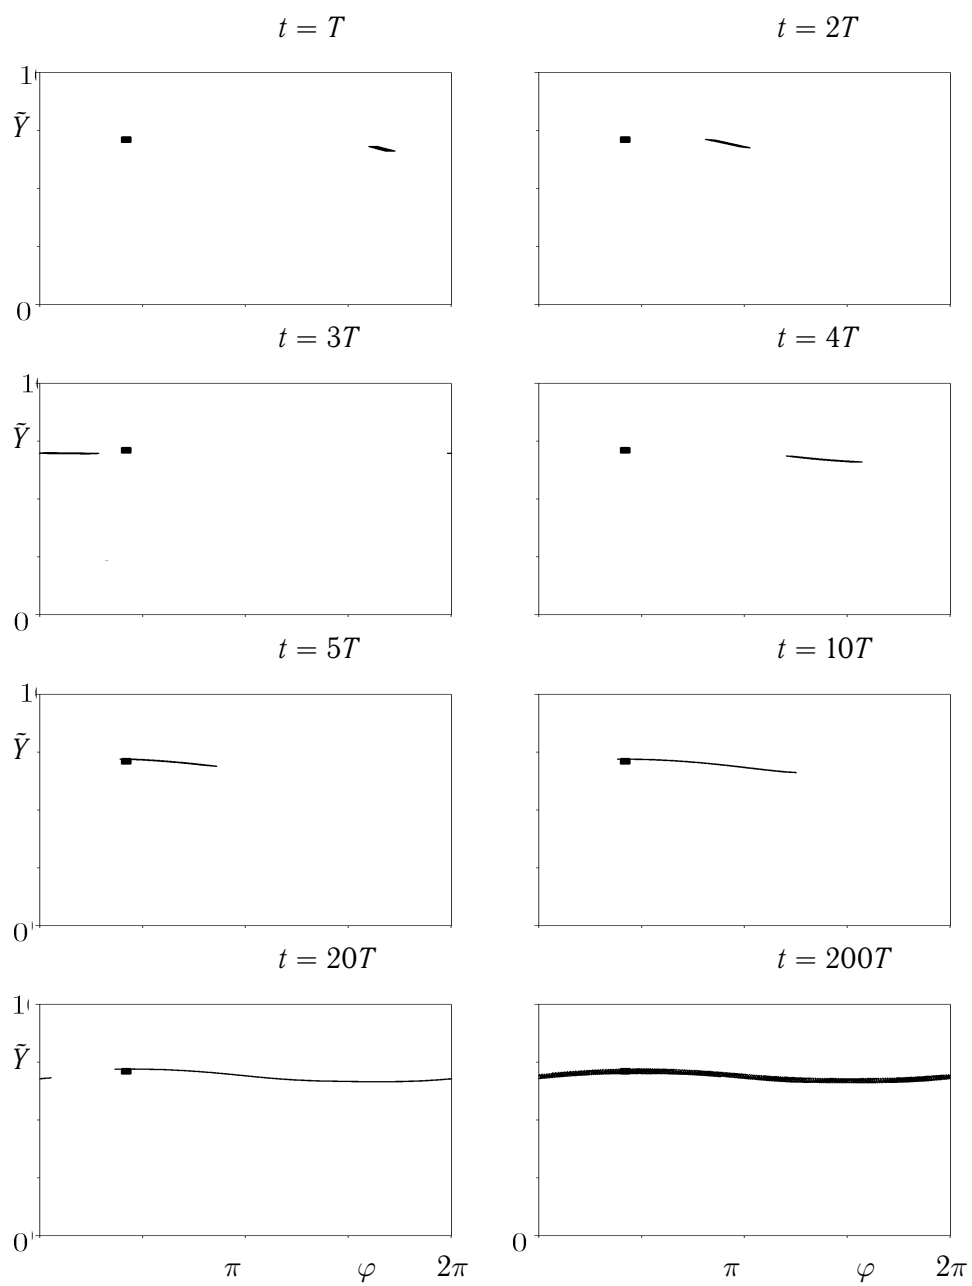 t = T t = 2T
1
Ỹ
0
t = 3T t = 4T
1
Ỹ
0
t = 5T t = 10T
1
Ỹ
0
t = 20T t = 200T
1
Ỹ
0 0
π φ 2π π φ 2π